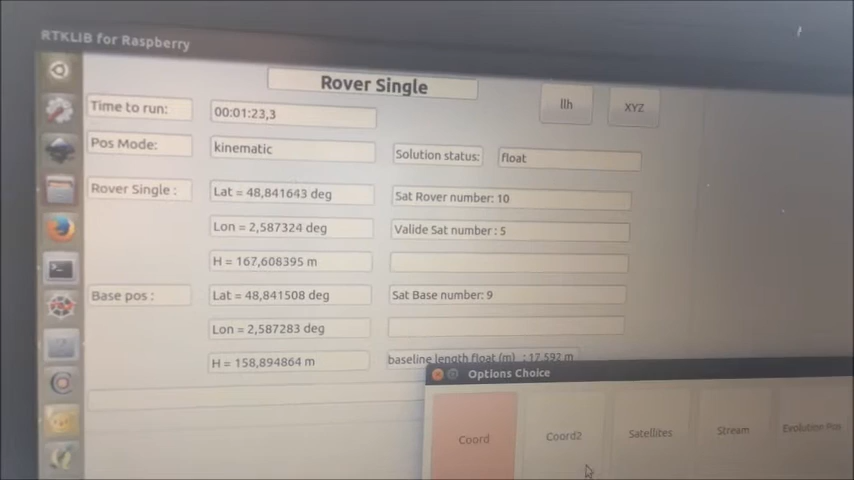 RTKLIB for Raspberry
Rover Single
llh
XYZ
Time to run:
00:01:23,3
Pos Mode:
kinematic
Solution status:
float
Rover Single :
Lat = 48,841643 deg
Sat Rover number: 10
Lon = 2,587324 deg
Valide Sat number : 5
H = 167,608395 m
Base pos :
Lat = 48,841508 deg
Sat Base number: 9
Lon = 2,587283 deg
H = 158,894864 m
baseline length float (m) : 17,592 m
Options Choice
Coord
Coord2
Satellites
Stream
Evolution Pos